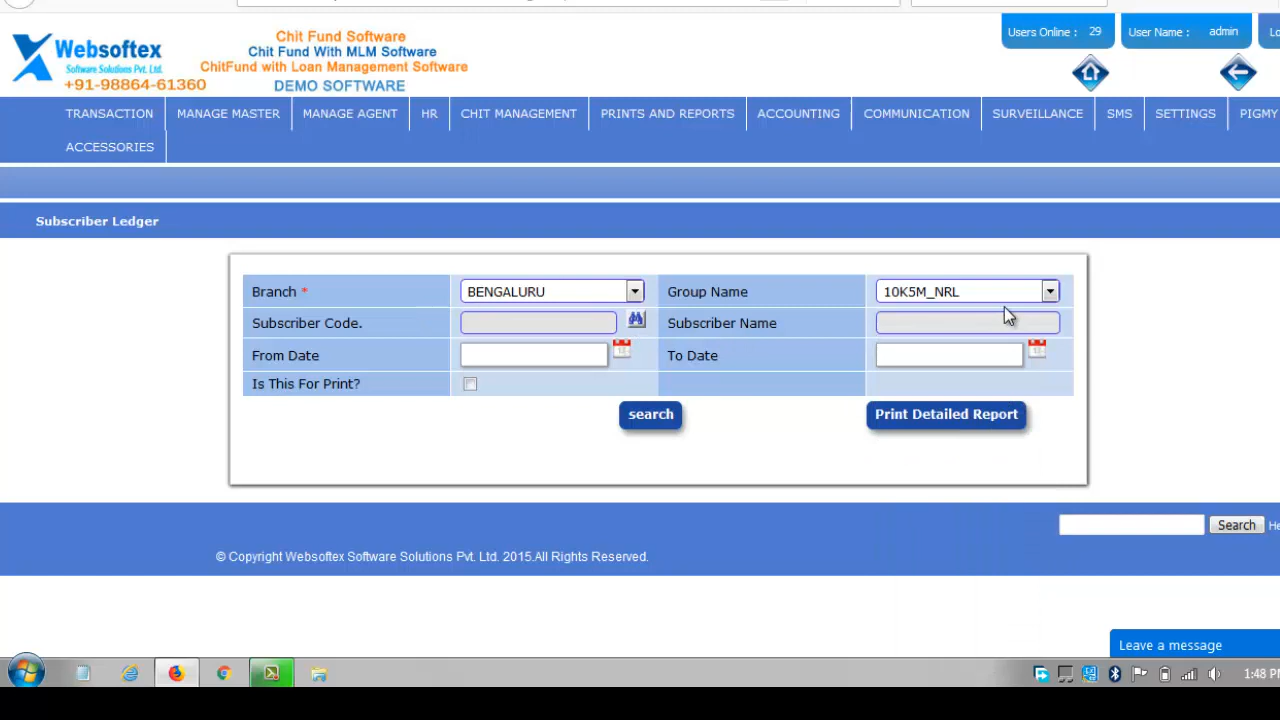 Users Online : 29
User Name : admin
Websoftex
Software Solutions Pvt. Ltd.
+91-98864-61360
Chit Fund Software
Chit Fund With MLM Software
ChitFund with Loan Management Software
DEMO SOFTWARE
TRANSACTION MANAGE MASTER MANAGE AGENT HR CHIT MANAGEMENT PRINTS AND REPORTS ACCOUNTING COMMUNICATION SURVEILLANCE SMS SETTINGS PIGMY
ACCESSORIES
Subscriber Ledger
Branch * BENGALURU Group Name 10K5M_NRL
Subscriber Code. Subscriber Name
From Date To Date
Is This For Print?
search Print Detailed Report
Search He
© Copyright Websoftex Software Solutions Pvt. Ltd. 2015.All Rights Reserved.
Leave a message
1:48 PM